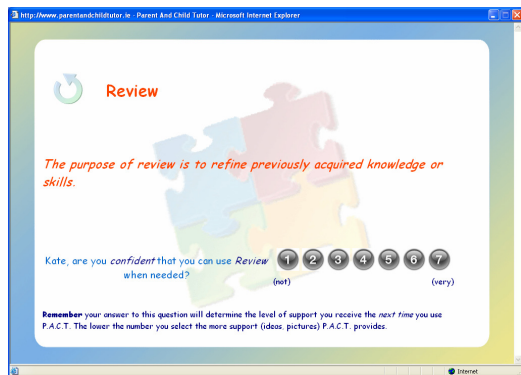 http://www.parentandchildtutor.ie - Parent And Child Tutor - Microsoft Internet Explorer
Review
The purpose of review is to refine previously acquired knowledge or
skills.
Kate, are you confident that you can use Review
when needed?
1 2 3 4 5 6 7
(not) (very)
Remember your answer to this question will determine the level of support you receive the next time you use
P.A.C.T. The lower the number you select the more support (ideas, pictures) P.A.C.T. provides.
Internet